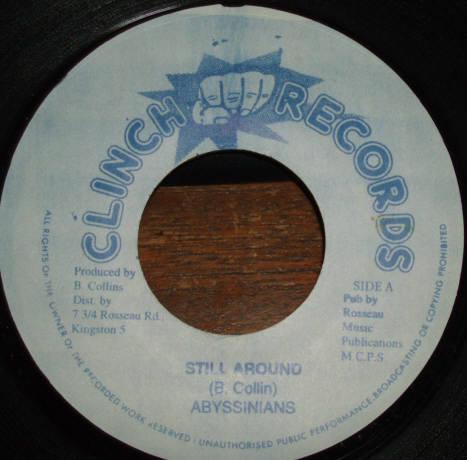 CLINCH RECORDS
Produced by
B. Collins
Dist. by
7 3/4 Rosseau Rd.,
Kingston 5
SIDE A
Pub by
Rosseau
Music
Publications
M.C.P.S
STILL AROUND
(B. Collin)
ABYSSINIANS
ALL RIGHTS OF THE OWNER OF THE RECORDED WORK RESERVED : UNAUTHORISED PUBLIC PERFORMANCE, BROADCASTING OR COPYING PROHIBITED